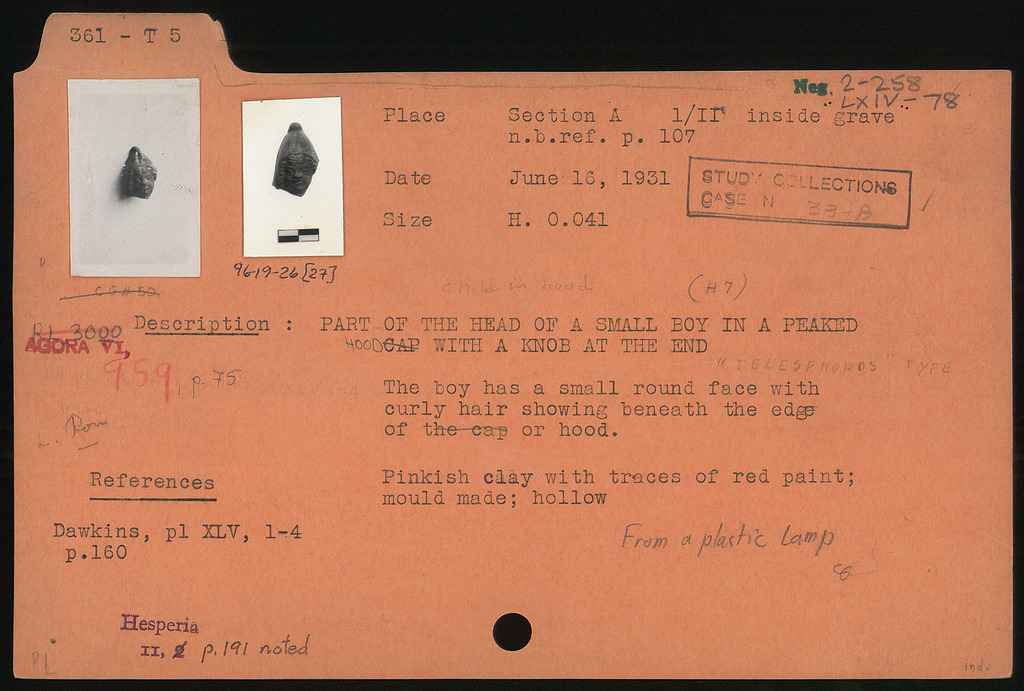 361 - T 5
Neg. 2-258
LXIV-78
Place Section A 1/II inside grave
n.b.ref. p. 107
Date June 16, 1931
STUDY COLLECTIONS
CASE N 33-A
Size H. 0.041
96-19-26 [27]
child in hood (H7)
Pl. 3000
Description : PART OF THE HEAD OF A SMALL BOY IN A PEAKED
HOOD CAP WITH A KNOB AT THE END
AGORA VI,
959, p. 75
"TELESPHOROS" TYPE
The boy has a small round face with
curly hair showing beneath the edge
of the cap or hood.
L. Rom
References
Pinkish clay with traces of red paint;
mould made; hollow
Dawkins, pl XLV, 1-4
p.160
From a plastic lamp
Hesperia
II, 2 p. 191 noted
PL
ind.